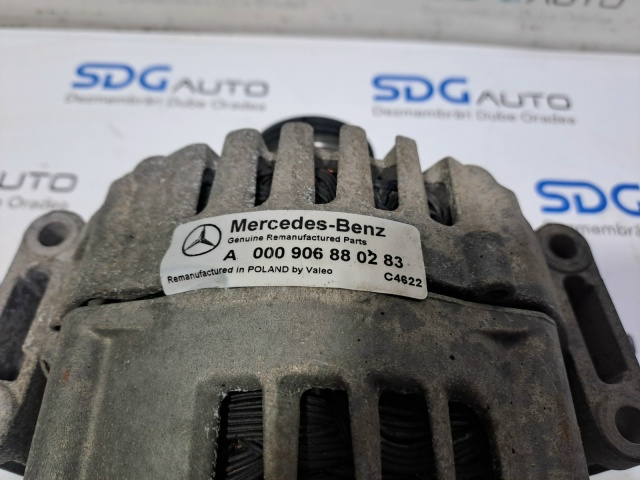 SDG AUTO
Dezmembrări Dube Oradea
SDG AUTO
Dezmembrări Dube Oradea
SDG
Mercedes-Benz
Genuine Remanufactured Parts
A 000 906 88 02 83
Remanufactured in POLAND by Valeo
C4622